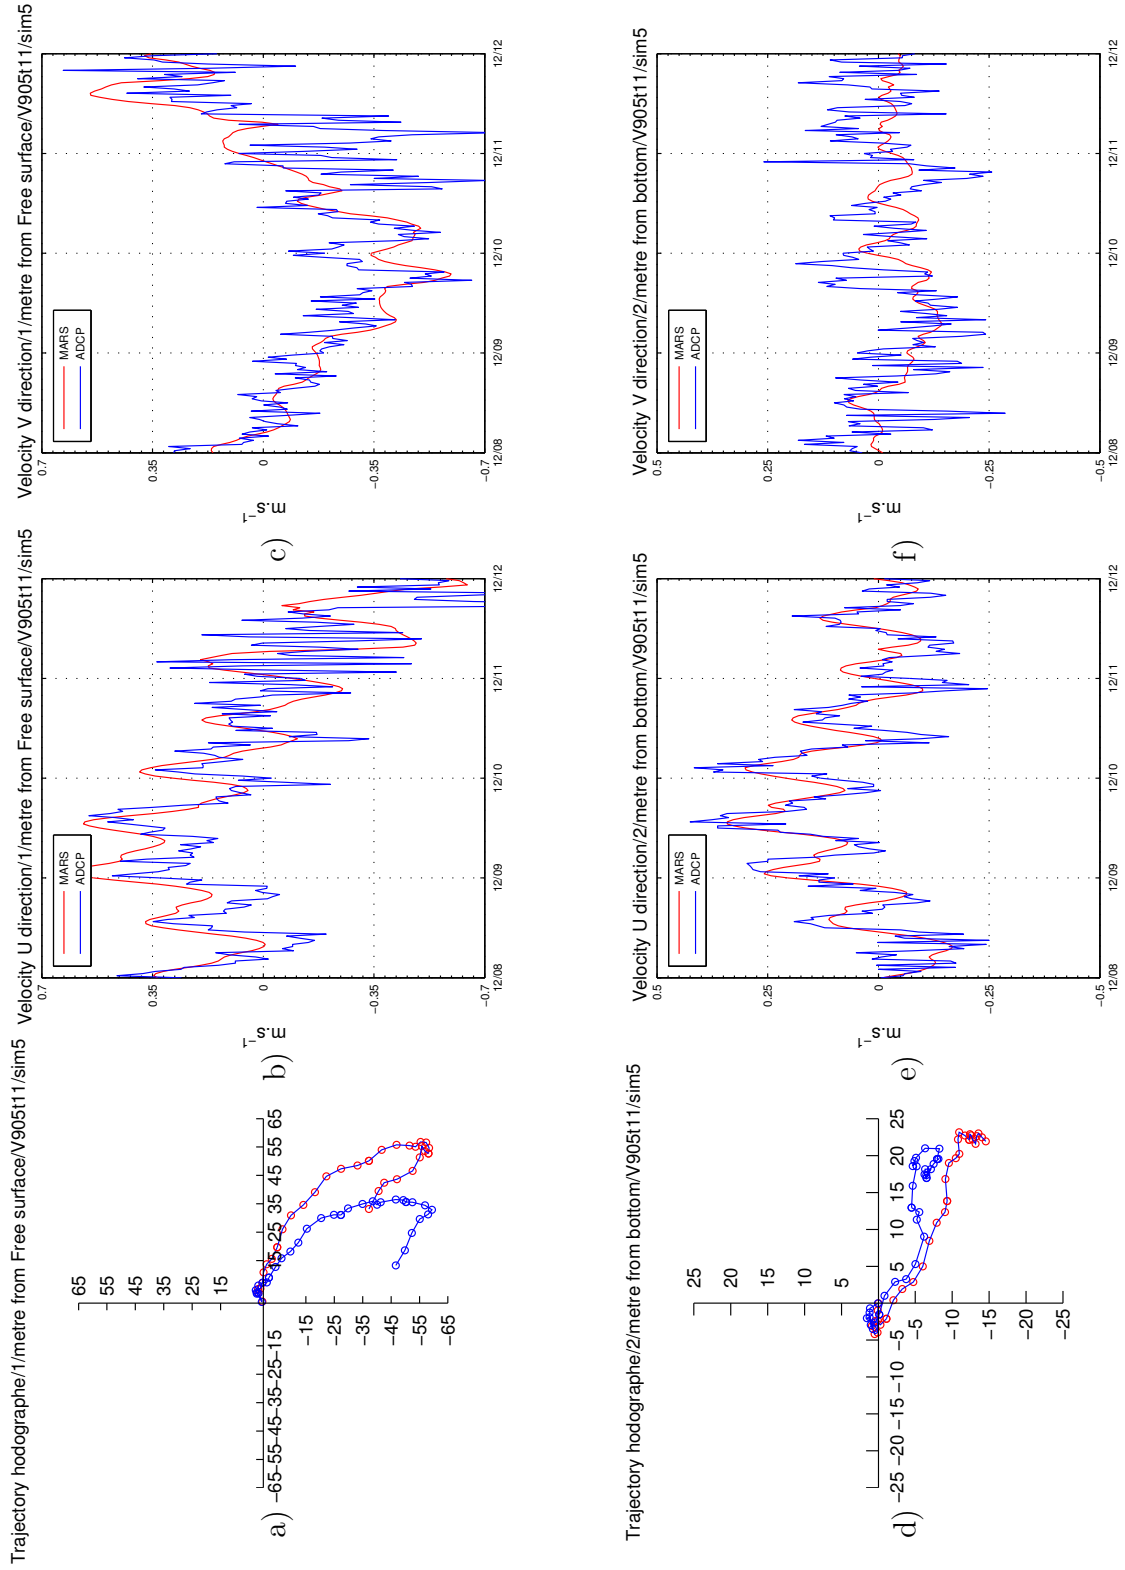 Trajectory hodographe/1/metre from Free surface/V905t11/sim5
65
55
45
35
25
15
−65−55−45−35−25−15 15 25 35 45 55 65
−15
−25
−35
−45
−55
−65
a)
Velocity U direction/1/metre from Free surface/V905t11/sim5
MARS
ADCP
m.s−1
0.7
0.35
0
−0.35
−0.7
12/08 12/09 12/10 12/11 12/12
b)
Velocity V direction/1/metre from Free surface/V905t11/sim5
MARS
ADCP
m.s−1
0.7
0.35
0
−0.35
−0.7
12/08 12/09 12/10 12/11 12/12
c)
Trajectory hodographe/2/metre from bottom/V905t11/sim5
25
20
15
10
5
−25 −20 −15 −10 −5 5 10 15 20 25
−5
−10
−15
−20
−25
d)
Velocity U direction/2/metre from bottom/V905t11/sim5
MARS
ADCP
m.s−1
0.5
0.25
0
−0.25
−0.5
12/08 12/09 12/10 12/11 12/12
e)
Velocity V direction/2/metre from bottom/V905t11/sim5
MARS
ADCP
m.s−1
0.5
0.25
0
−0.25
−0.5
12/08 12/09 12/10 12/11 12/12
f)